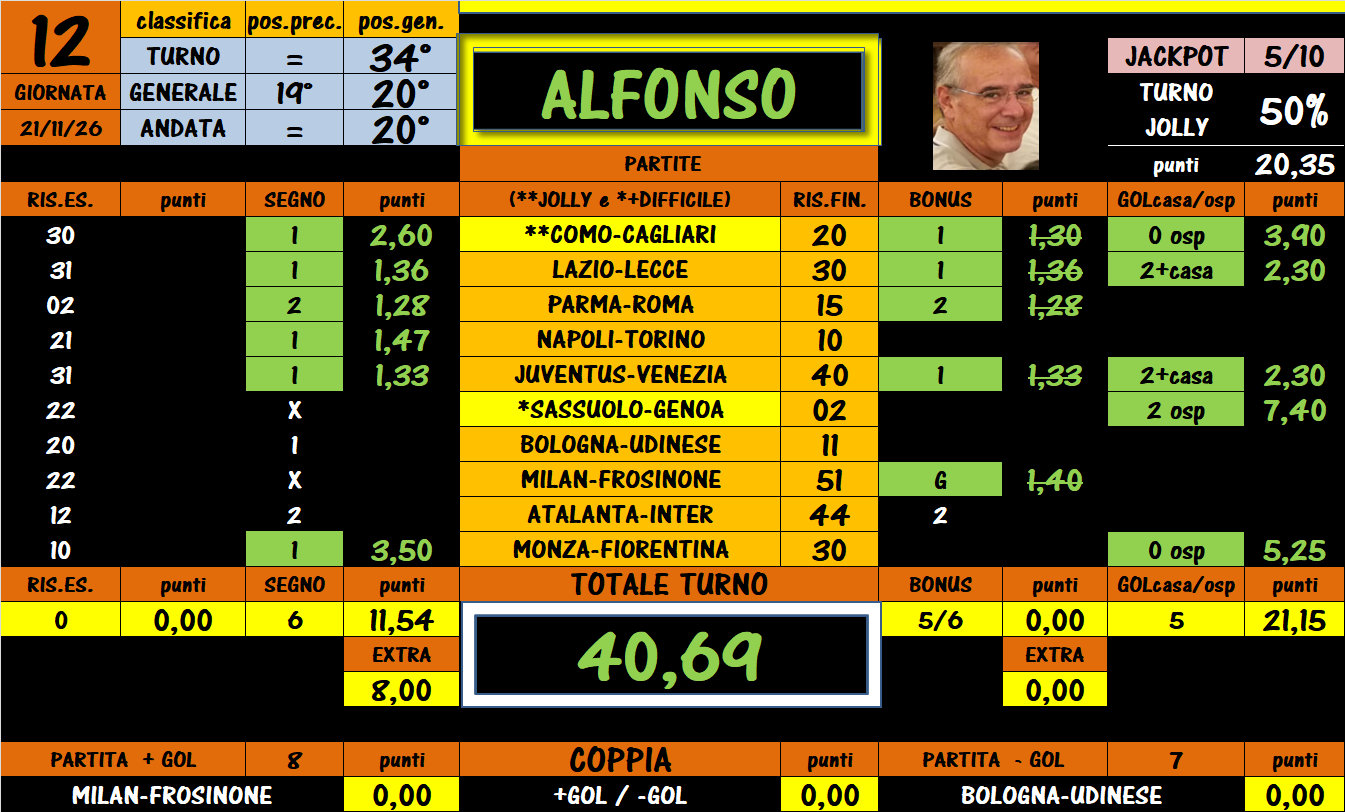 12 classifica pos.prec. pos.gen.
TURNO = 34° ALFONSO JACKPOT 5/10
GIORNATA GENERALE 19° 20° TURNO JOLLY 50%
21/11/26 ANDATA = 20°
PARTITE punti 20,35
RIS.ES. punti SEGNO punti (**JOLLY e *+DIFFICILE) RIS.FIN. BONUS punti GOLcasa/osp punti
30 1 2,60 **COMO-CAGLIARI 20 1 1,30 0 osp 3,90
31 1 1,36 LAZIO-LECCE 30 1 1,36 2+casa 2,30
02 2 1,28 PARMA-ROMA 15 2 1,28
21 1 1,47 NAPOLI-TORINO 10
31 1 1,33 JUVENTUS-VENEZIA 40 1 1,33 2+casa 2,30
22 X *SASSUOLO-GENOA 02 2 osp 7,40
20 1 BOLOGNA-UDINESE 11
22 X MILAN-FROSINONE 51 G 1,40
12 2 ATALANTA-INTER 44 2
10 1 3,50 MONZA-FIORENTINA 30 0 osp 5,25
RIS.ES. punti SEGNO punti TOTALE TURNO BONUS punti GOLcasa/osp punti
0 0,00 6 11,54 40,69 5/6 0,00 5 21,15
EXTRA EXTRA
8,00 0,00
PARTITA + GOL 8 punti COPPIA punti PARTITA - GOL 7 punti
MILAN-FROSINONE 0,00 +GOL / -GOL 0,00 BOLOGNA-UDINESE 0,00